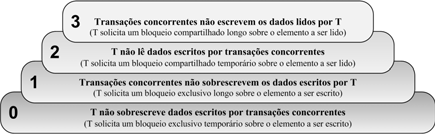 3
Transações concorrentes não escrevem os dados lidos por T
(T solicita um bloqueio compartilhado longo sobre o elemento a ser lido)
2
T não lê dados escritos por transações concorrentes
(T solicita um bloqueio compartilhado temporário sobre o elemento a ser lido)
1
Transações concorrentes não sobrescrevem os dados escritos por T
(T solicita um bloqueio exclusivo longo sobre o elemento a ser escrito)
0
T não sobrescreve dados escritos por transações concorrentes
(T solicita um bloqueio exclusivo temporário sobre o elemento a ser escrito)